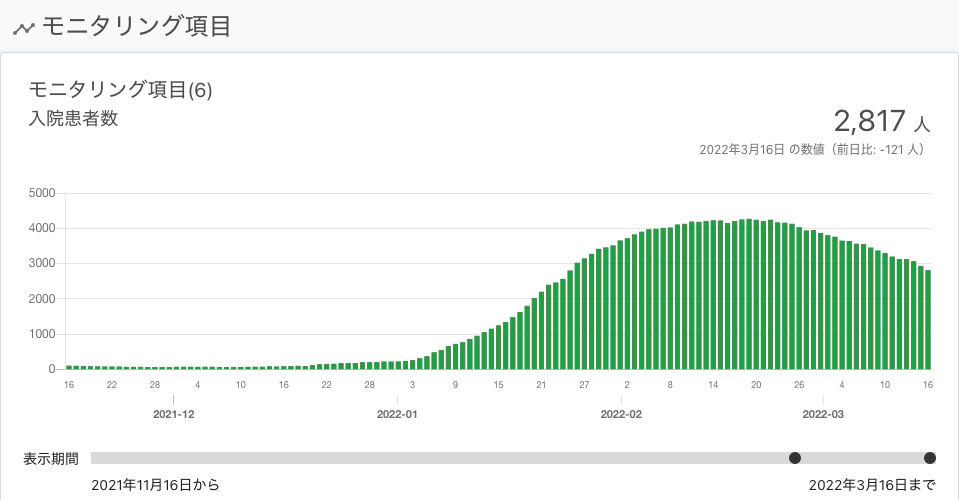 モニタリング項目
モニタリング項目(6)
入院患者数
2,817 人
2022年3月16日 の数値（前日比: -121 人）
5000
4000
3000
2000
1000
0
16 22 28 4 10 16 22 28 3 9 15 21 27 2 8 14 20 26 4 10 16
2021-12 2022-01 2022-02 2022-03
表示期間
2021年11月16日から 2022年3月16日まで